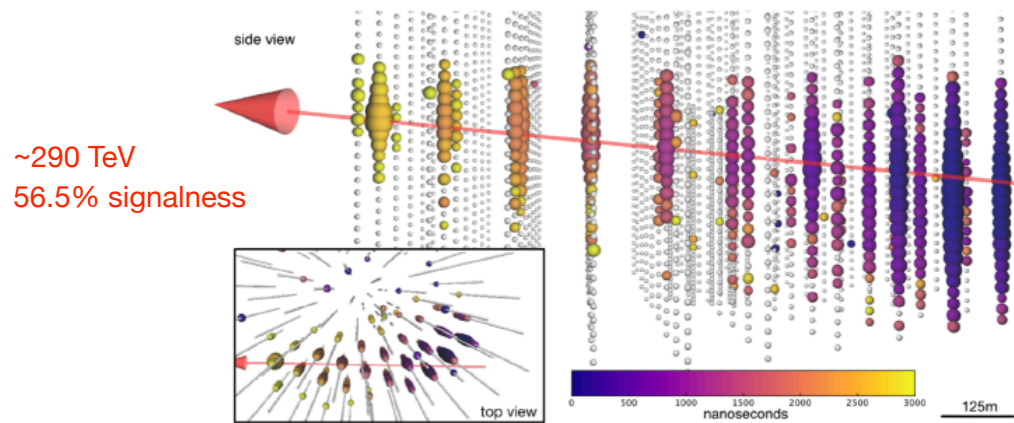 side view
~290 TeV
56.5% signalness
top view
0 500 1000 1500 2000 2500 3000
nanoseconds
125m